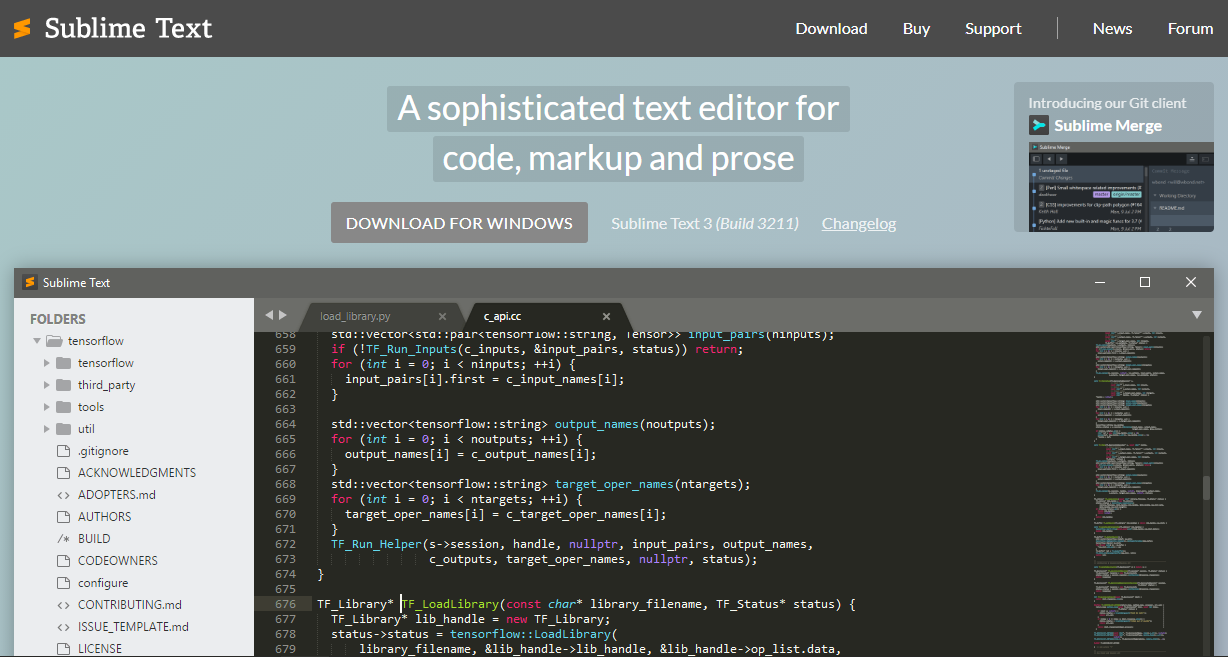 Sublime Text
Download Buy Support News Forum
A sophisticated text editor for
code, markup and prose
DOWNLOAD FOR WINDOWS
Sublime Text 3 (Build 3211) Changelog
Introducing our Git client
Sublime Merge
Sublime Merge
Sublime Text
FOLDERS
tensorflow
tensorflow
third_party
tools
util
.gitignore
ACKNOWLEDGMENTS
<> ADOPTERS.md
AUTHORS
/* BUILD
CODEOWNERS
configure
<> CONTRIBUTING.md
<> ISSUE_TEMPLATE.md
LICENSE
load_library.py
c_api.cc
658 std::vector<std::pair<tensorflow::string, Tensor>> input_pairs(ninputs);
659 if (!TF_Run_Inputs(c_inputs, &input_pairs, status)) return;
660 for (int i = 0; i < ninputs; ++i) {
661 input_pairs[i].first = c_input_names[i];
662 }
663
664 std::vector<tensorflow::string> output_names(noutputs);
665 for (int i = 0; i < noutputs; ++i) {
666 output_names[i] = c_output_names[i];
667 }
668 std::vector<tensorflow::string> target_oper_names(ntargets);
669 for (int i = 0; i < ntargets; ++i) {
670 target_oper_names[i] = c_target_oper_names[i];
671 }
672 TF_Run_Helper(s->session, handle, nullptr, input_pairs, output_names,
673 c_outputs, target_oper_names, nullptr, status);
674 }
675
676 TF_Library* TF_LoadLibrary(const char* library_filename, TF_Status* status) {
677 TF_Library* lib_handle = new TF_Library;
678 status->status = tensorflow::LoadLibrary(
679 library_filename, &lib_handle->lib_handle, &lib_handle->op_list.data,